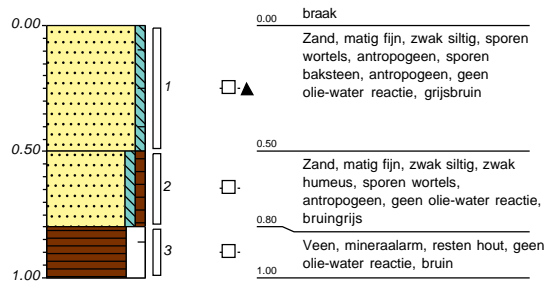 0.00
1
0.50
2
3
1.00
braak
0.00
Zand, matig fijn, zwak siltig, sporen
wortels, antropogeen, sporen
baksteen, antropogeen, geen
olie-water reactie, grijsbruin
0.50
Zand, matig fijn, zwak siltig, zwak
humeus, sporen wortels,
antropogeen, geen olie-water reactie,
bruingrijs
0.80
Veen, mineraalarm, resten hout, geen
olie-water reactie, bruin
1.00